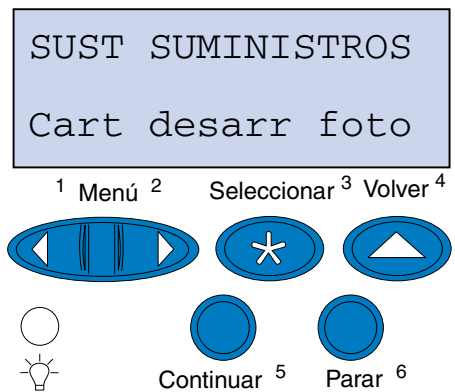 SUST SUMINISTROS
Cart desarr foto
1 Menú 2 Seleccionar 3 Volver 4
Continuar 5 Parar 6